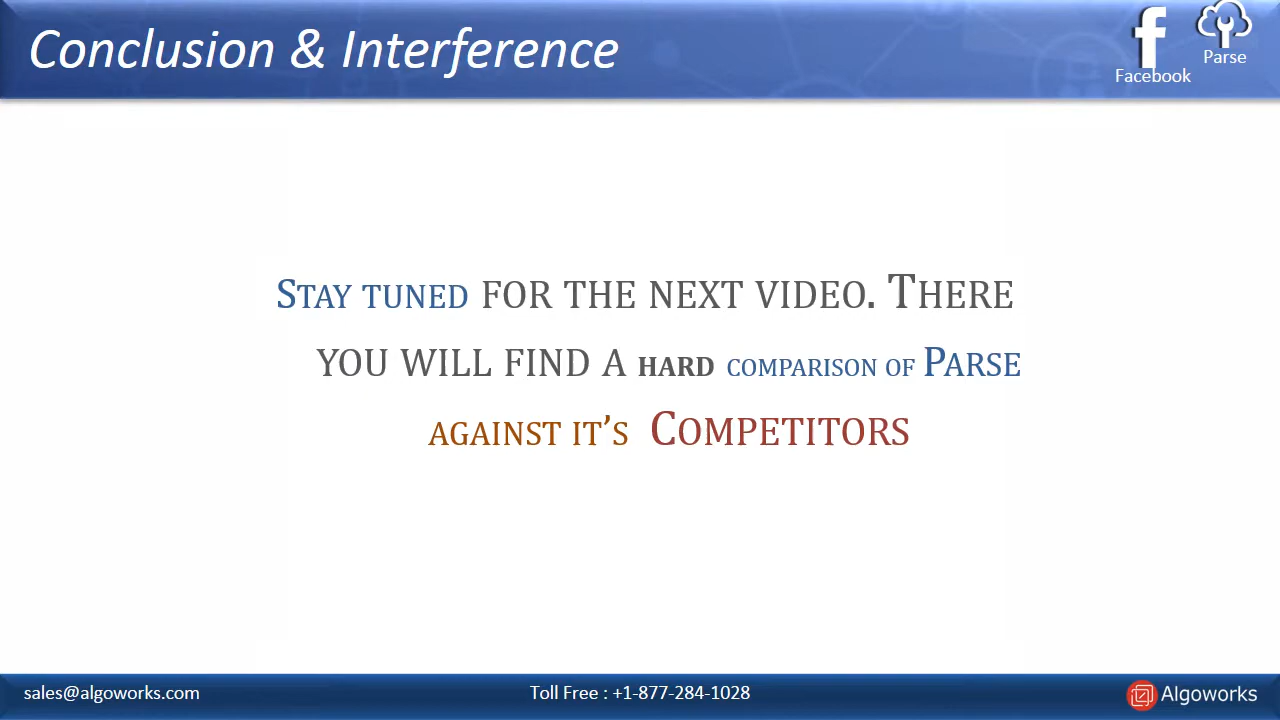 Conclusion & Interference
Facebook
Parse
Stay tuned for the next video. There
you will find a hard comparison of Parse
against it’s Competitors
sales@algoworks.com
Toll Free : +1-877-284-1028
Algoworks